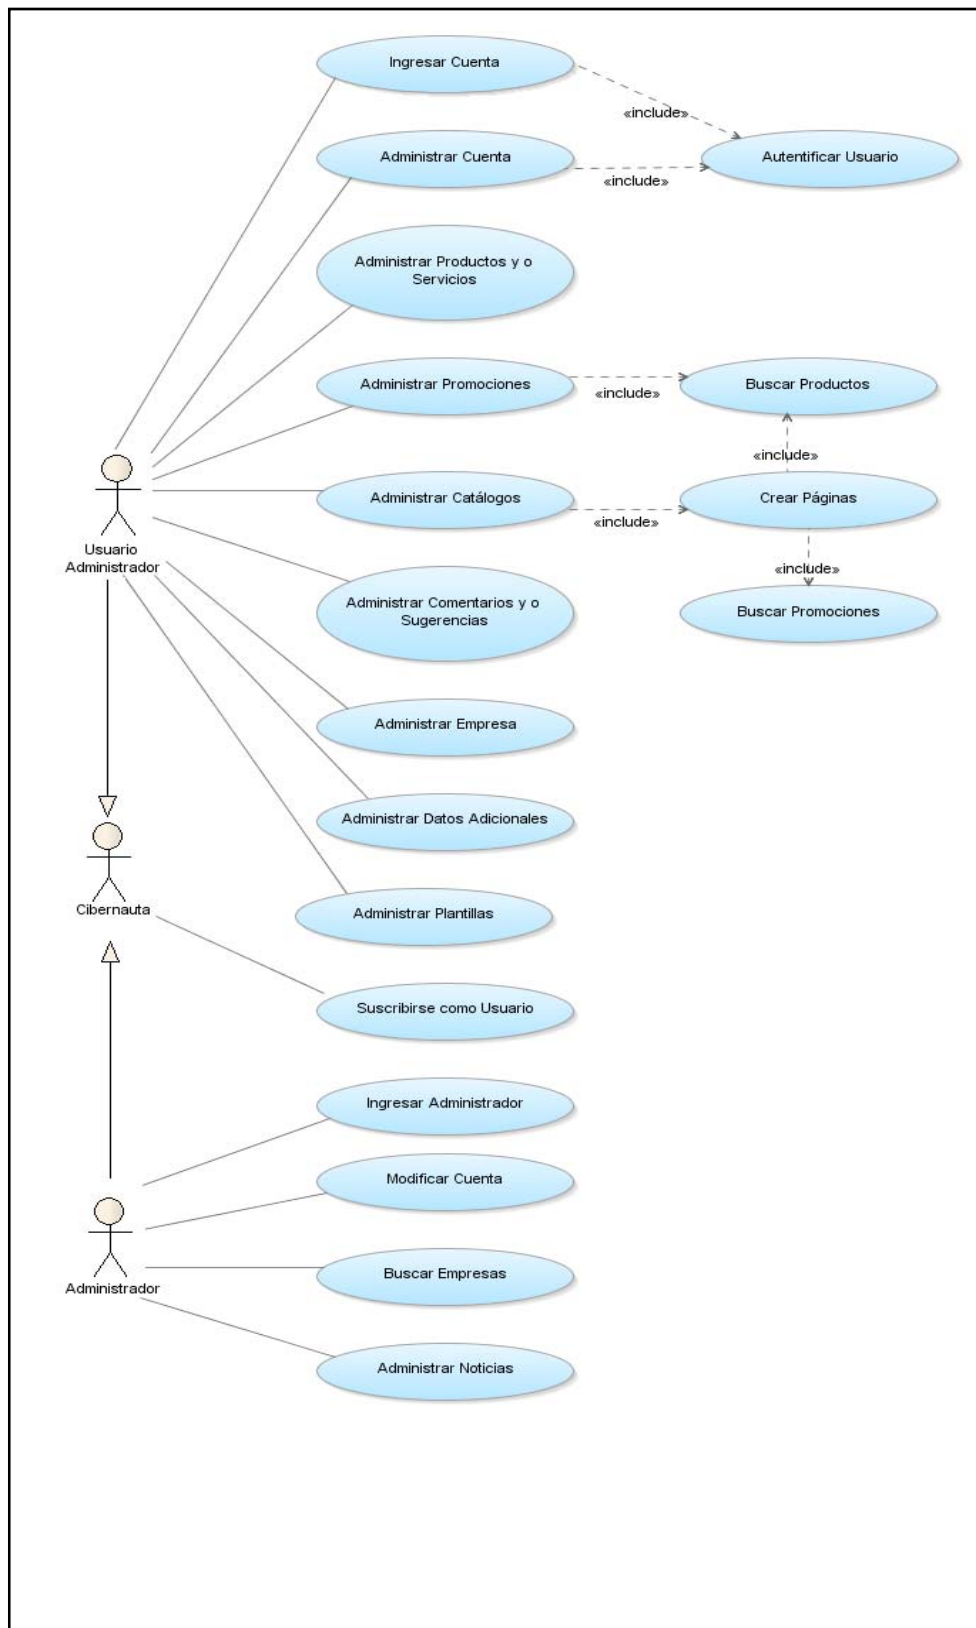 Ingresar Cuenta
«include»
Administrar Cuenta
Autentificar Usuario
«include»
Administrar Productos y o
Servicios
Administrar Promociones
Buscar Productos
«include»
«include»
Administrar Catálogos
Crear Páginas
«include»
Usuario
Administrador
«include»
Administrar Comentarios y o
Sugerencias
Buscar Promociones
Administrar Empresa
Administrar Datos Adicionales
Cibernauta
Administrar Plantillas
Suscribirse como Usuario
Ingresar Administrador
Modificar Cuenta
Buscar Empresas
Administrador
Administrar Noticias